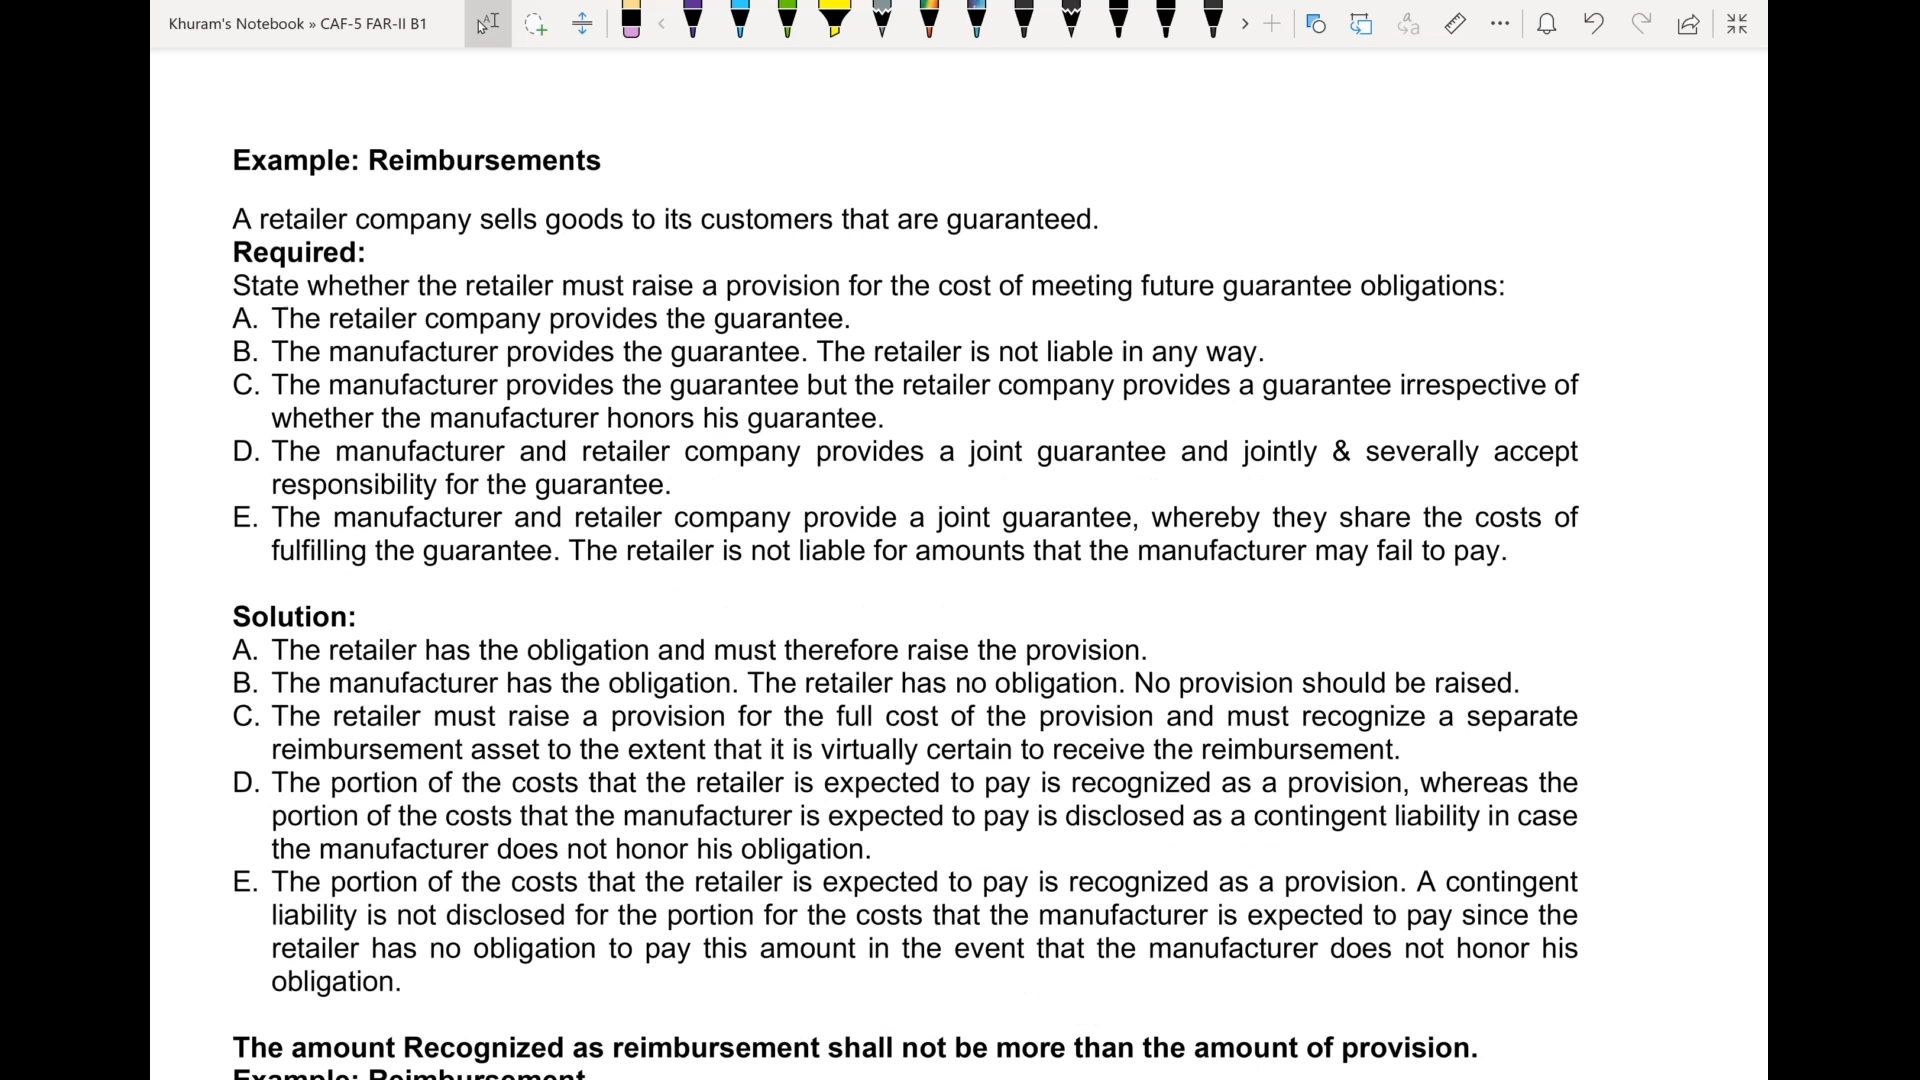 Khuram's Notebook » CAF-5 FAR-II B1
Example: Reimbursements
A retailer company sells goods to its customers that are guaranteed.
Required:
State whether the retailer must raise a provision for the cost of meeting future guarantee obligations:
A. The retailer company provides the guarantee.
B. The manufacturer provides the guarantee. The retailer is not liable in any way.
C. The manufacturer provides the guarantee but the retailer company provides a guarantee irrespective of
whether the manufacturer honors his guarantee.
D. The manufacturer and retailer company provides a joint guarantee and jointly & severally accept
responsibility for the guarantee.
E. The manufacturer and retailer company provide a joint guarantee, whereby they share the costs of
fulfilling the guarantee. The retailer is not liable for amounts that the manufacturer may fail to pay.
Solution:
A. The retailer has the obligation and must therefore raise the provision.
B. The manufacturer has the obligation. The retailer has no obligation. No provision should be raised.
C. The retailer must raise a provision for the full cost of the provision and must recognize a separate
reimbursement asset to the extent that it is virtually certain to receive the reimbursement.
D. The portion of the costs that the retailer is expected to pay is recognized as a provision, whereas the
portion of the costs that the manufacturer is expected to pay is disclosed as a contingent liability in case
the manufacturer does not honor his obligation.
E. The portion of the costs that the retailer is expected to pay is recognized as a provision. A contingent
liability is not disclosed for the portion for the costs that the manufacturer is expected to pay since the
retailer has no obligation to pay this amount in the event that the manufacturer does not honor his
obligation.
The amount Recognized as reimbursement shall not be more than the amount of provision.
Example: Reimbursement